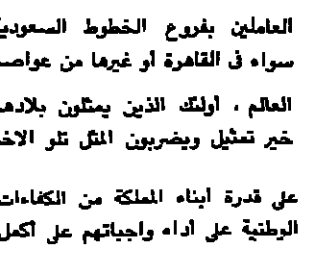 العاملين بفروع الخطوط السعودية
سواء فى القاهرة أو غيرها من عواصم
العالم ، أولئك الذين يمثلون بلادهم
خير تمثيل ويضربون المثل تلو الاخر
على قدرة أبناء المملكة من الكفاءات
الوطنية على أداء واجباتهم على أكمل